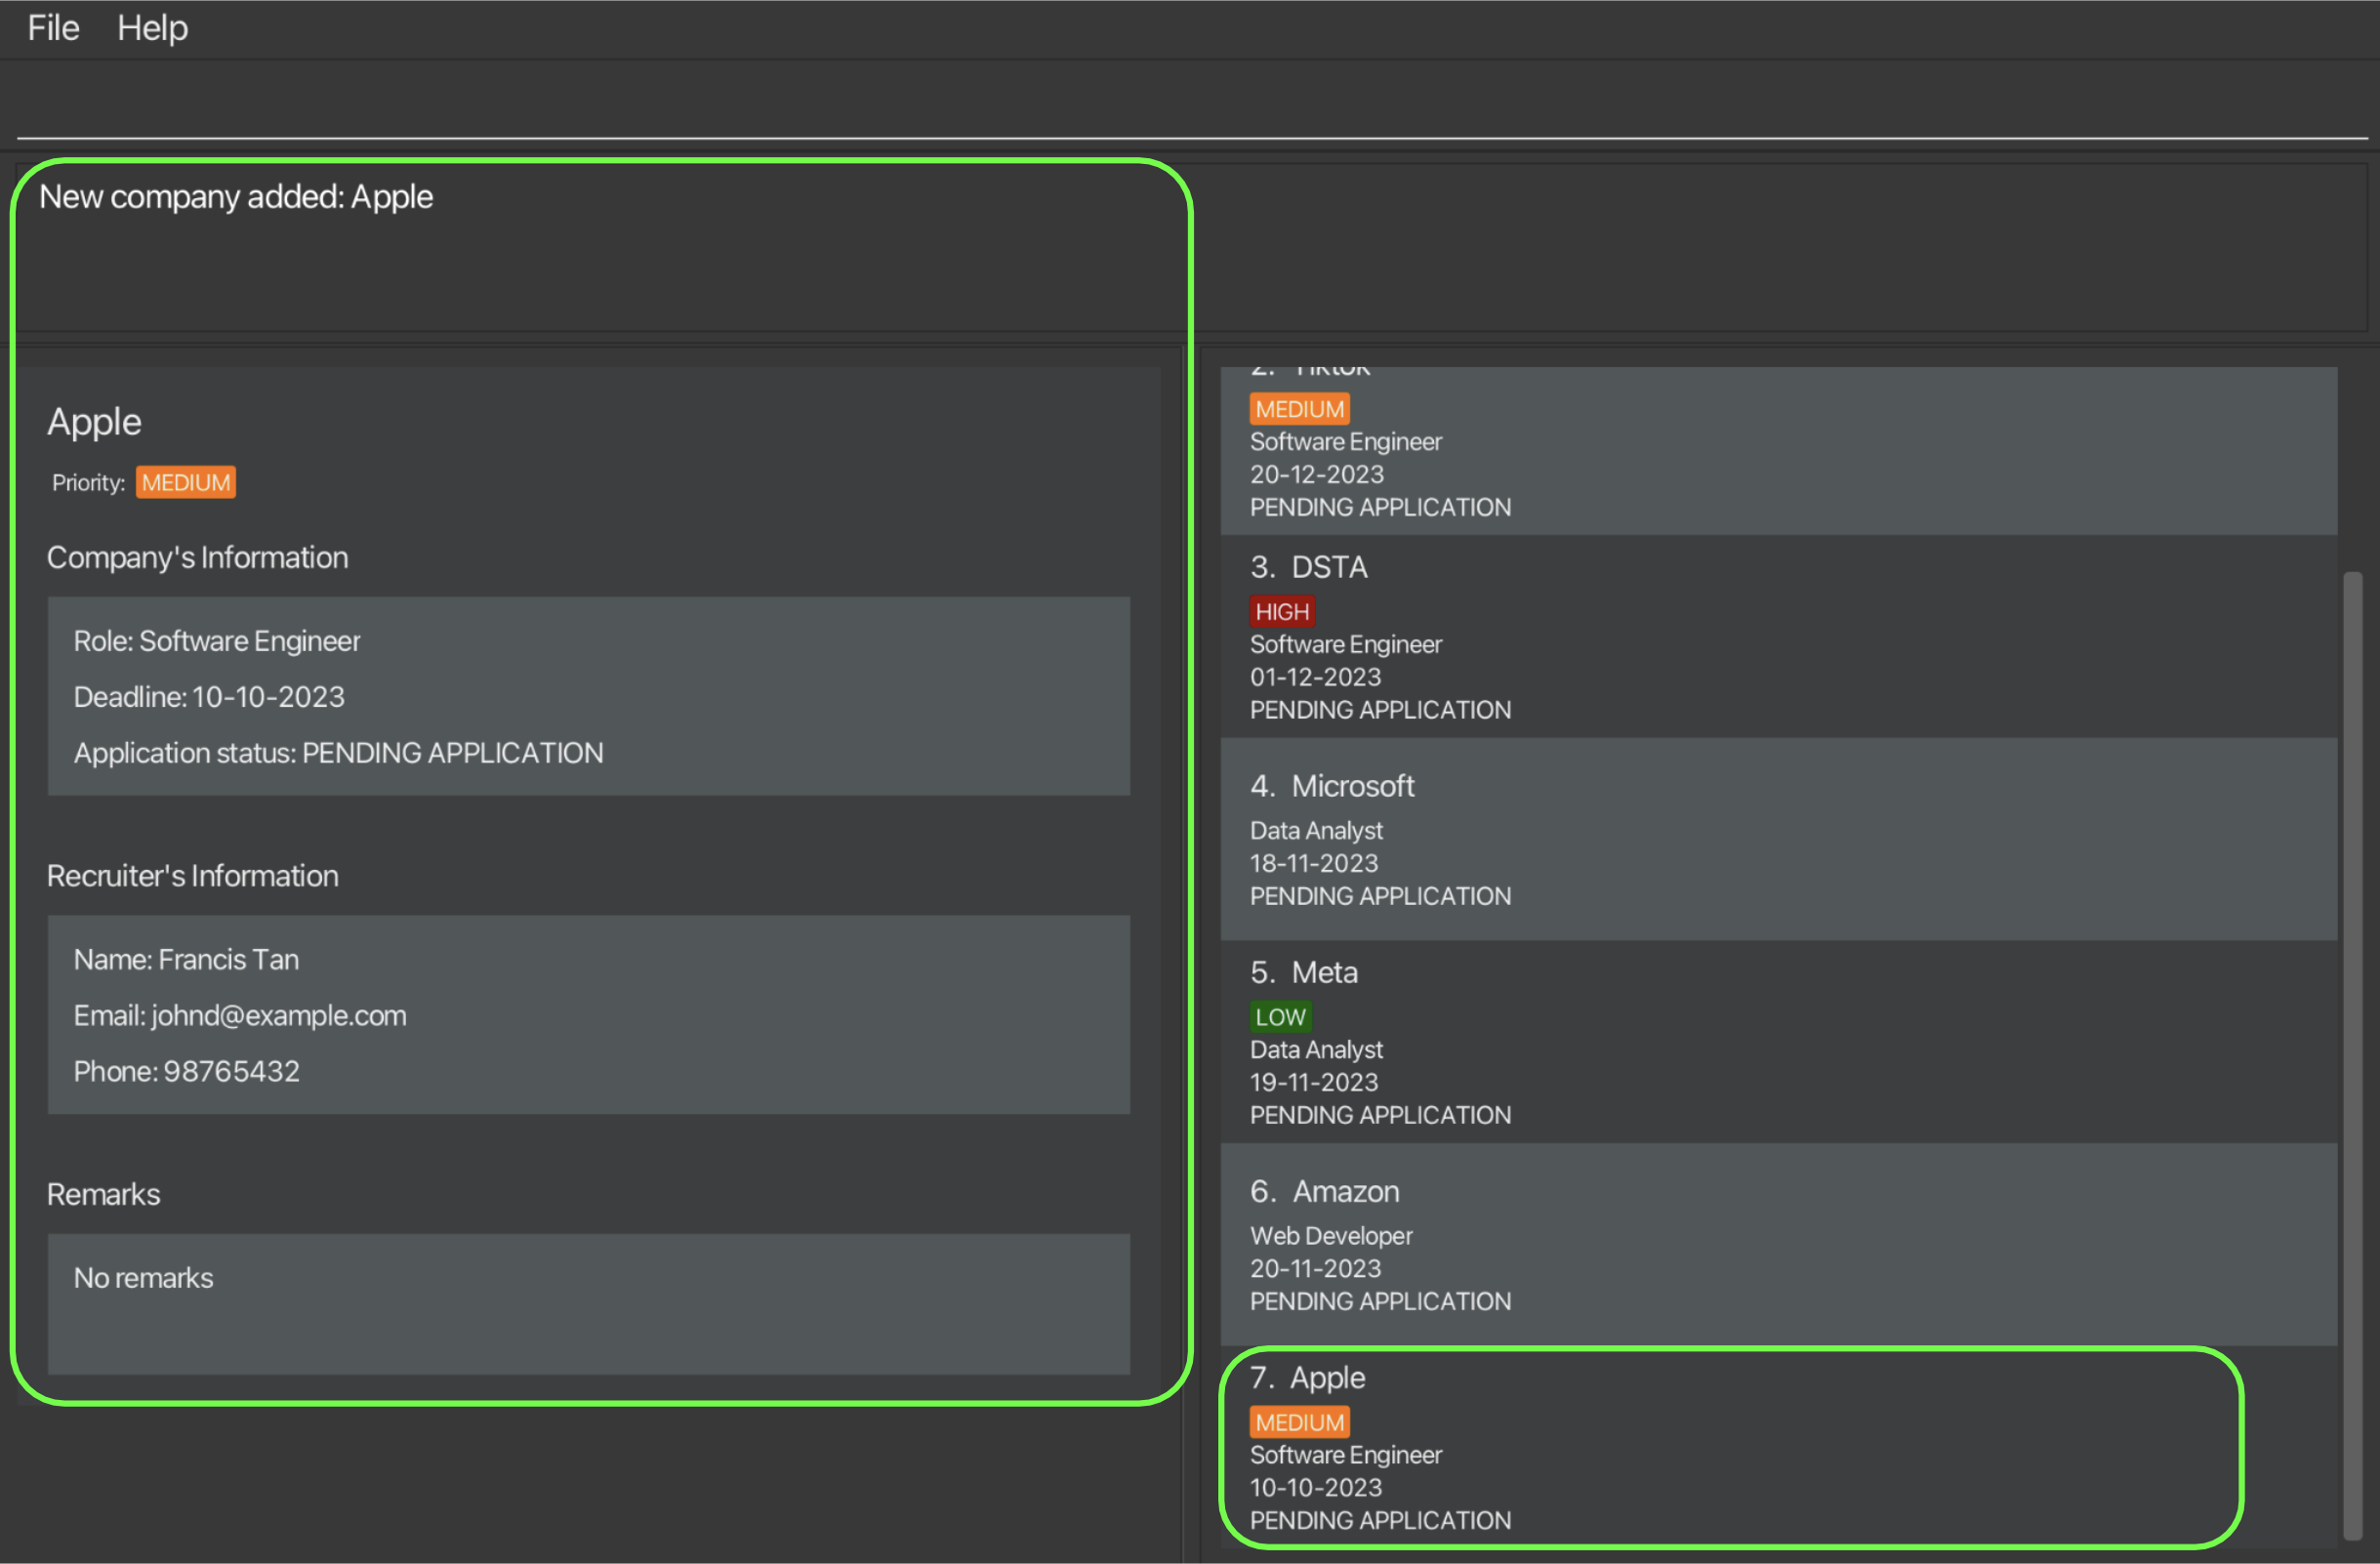 File Help
New company added: Apple
Apple
Priority: MEDIUM
Company's Information
Role: Software Engineer
Deadline: 10-10-2023
Application status: PENDING APPLICATION
Recruiter's Information
Name: Francis Tan
Email: johnd@example.com
Phone: 98765432
Remarks
No remarks
2. Tiktok
MEDIUM
Software Engineer
20-12-2023
PENDING APPLICATION
3. DSTA
HIGH
Software Engineer
01-12-2023
PENDING APPLICATION
4. Microsoft
Data Analyst
18-11-2023
PENDING APPLICATION
5. Meta
LOW
Data Analyst
19-11-2023
PENDING APPLICATION
6. Amazon
Web Developer
20-11-2023
PENDING APPLICATION
7. Apple
MEDIUM
Software Engineer
10-10-2023
PENDING APPLICATION